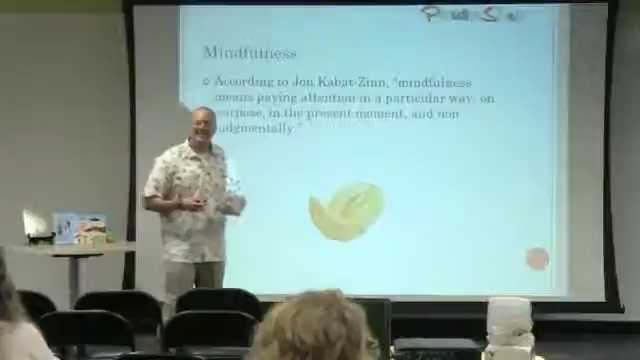 Mindfulness
According to Jon Kabat-Zinn, "mindfulness
means paying attention in a particular way: on
purpose, in the present moment, and non
judgmentally."